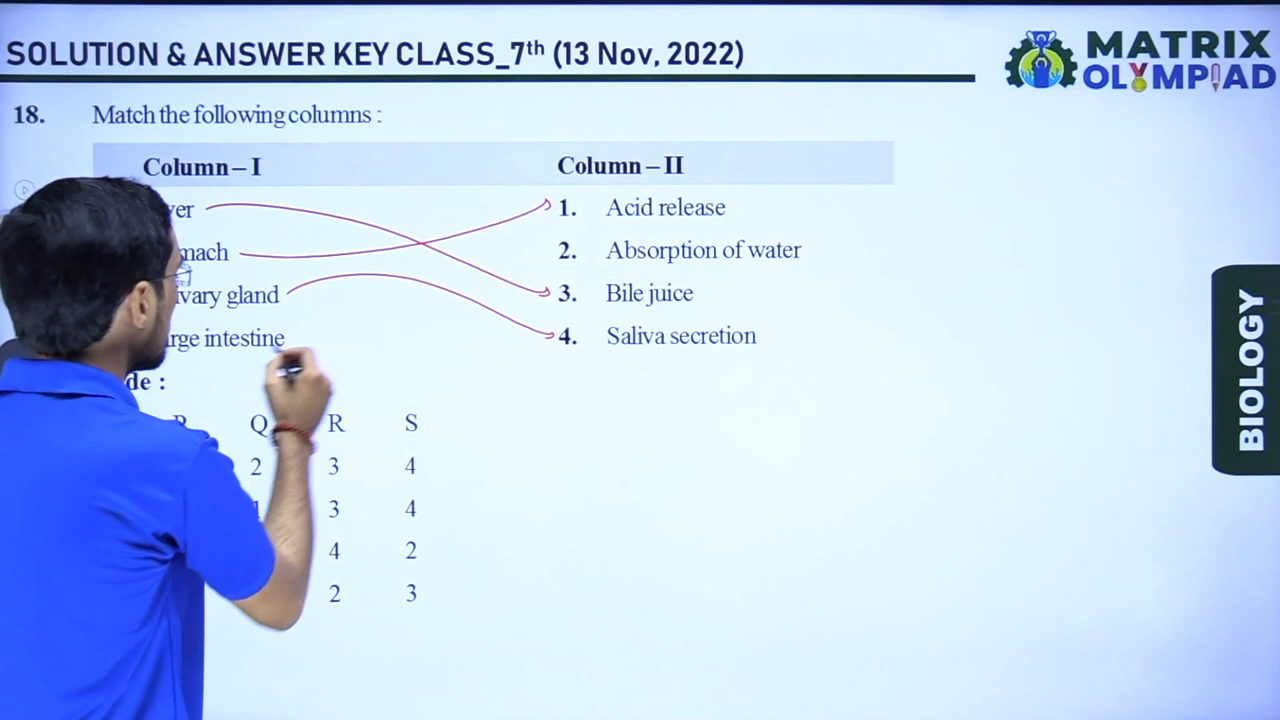 SOLUTION & ANSWER KEY CLASS_7th (13 Nov, 2022)
MATRIX
OLYMPIAD
18. Match the following columns :
Column – I Column – II
1. Acid release
2. Absorption of water
gland 3. Bile juice
intestine 4. Saliva secretion
Q R S
2 3 4
3 4
4 2
2 3
BIOLOGY